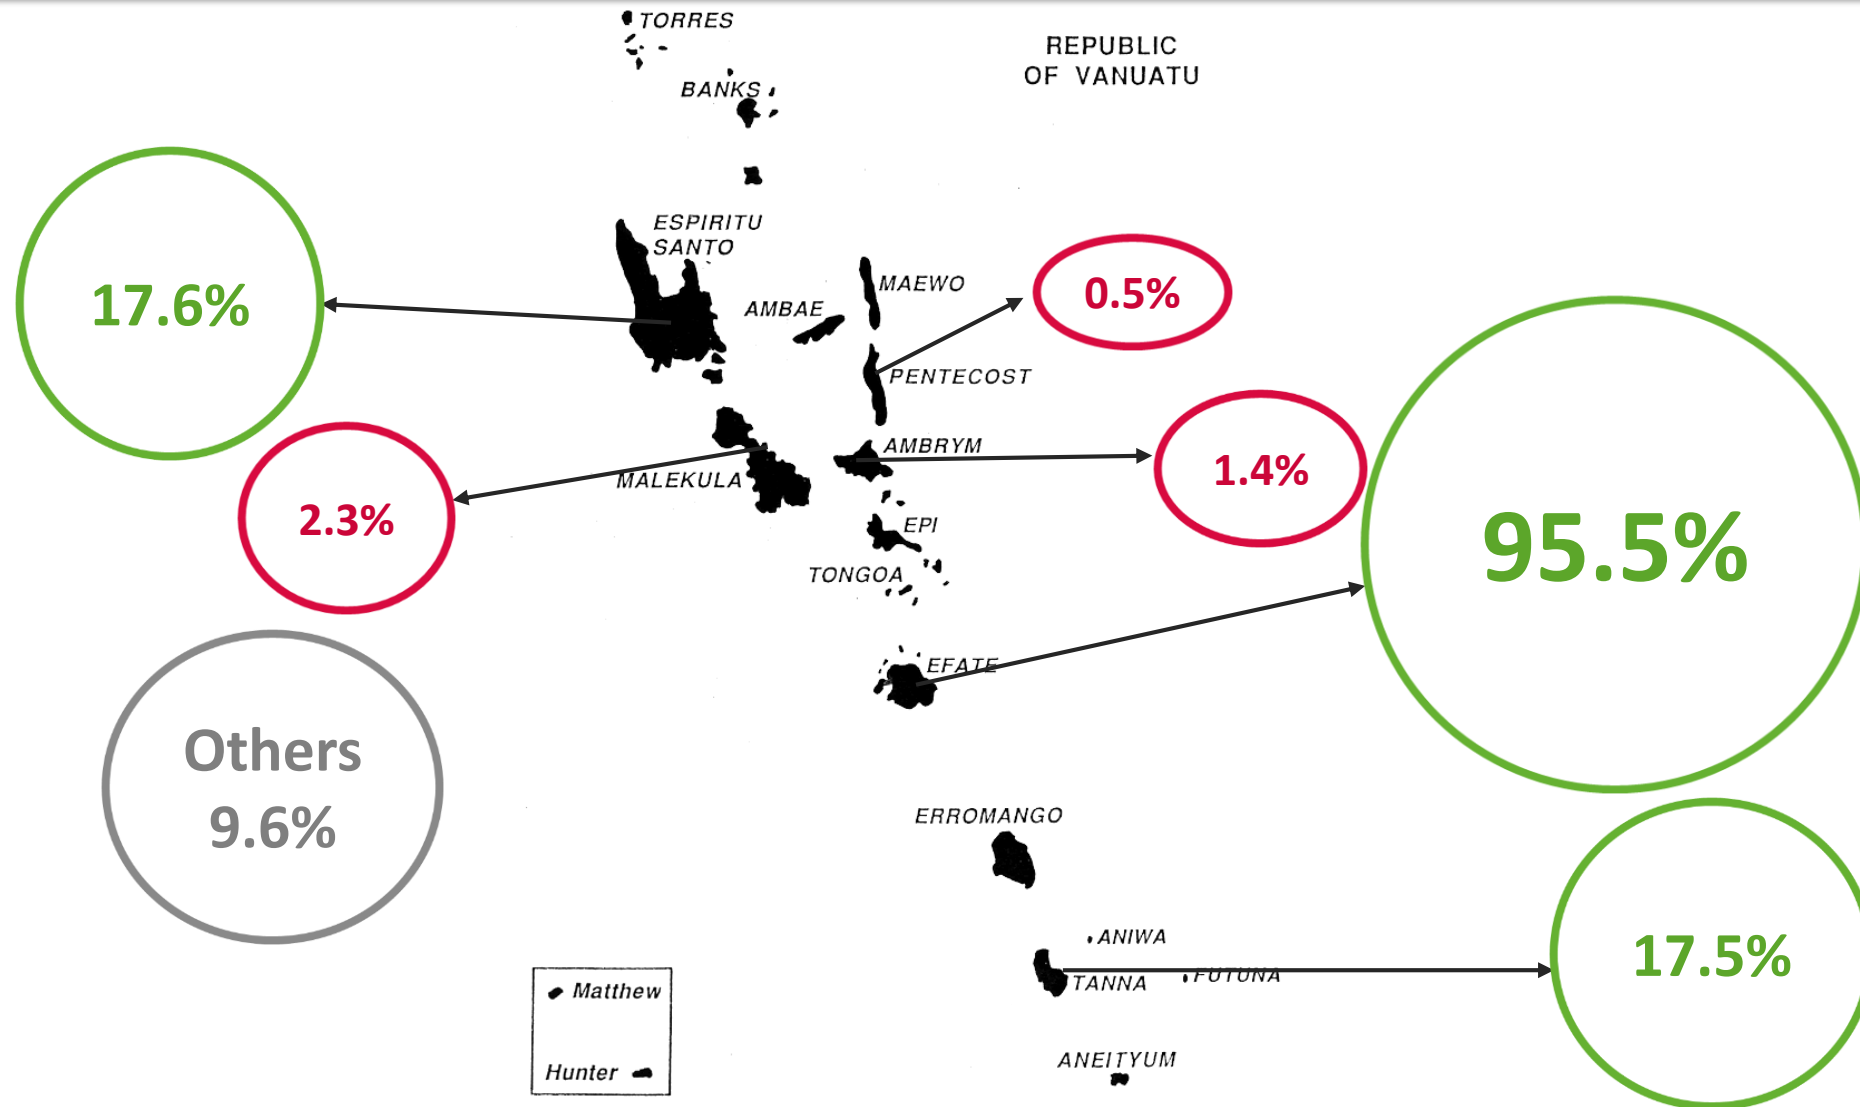 TORRES
REPUBLIC
OF VANUATU
BANKS
ESPIRITU
SANTO
17.6%
MAEWO
0.5%
AMBAE
PENTECOST
AMBRYM
1.4%
MALEKULA
2.3%
95.5%
EPI
TONGOA
EFATE
Others
9.6%
ERROMANGO
ANIWA
17.5%
TANNA
FUTUNA
Matthew
Hunter
ANEITYUM